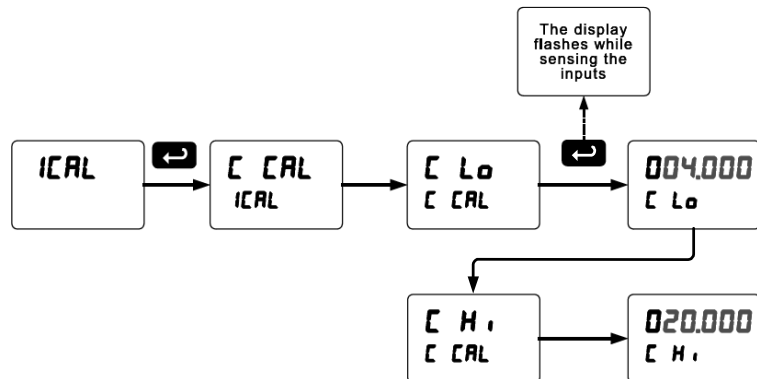 The display
flashes while
sensing the
inputs
ICAL
C CAL
ICAL
C Lo
C CAL
004.000
C Lo
C Hi
C CAL
020.000
C Hi